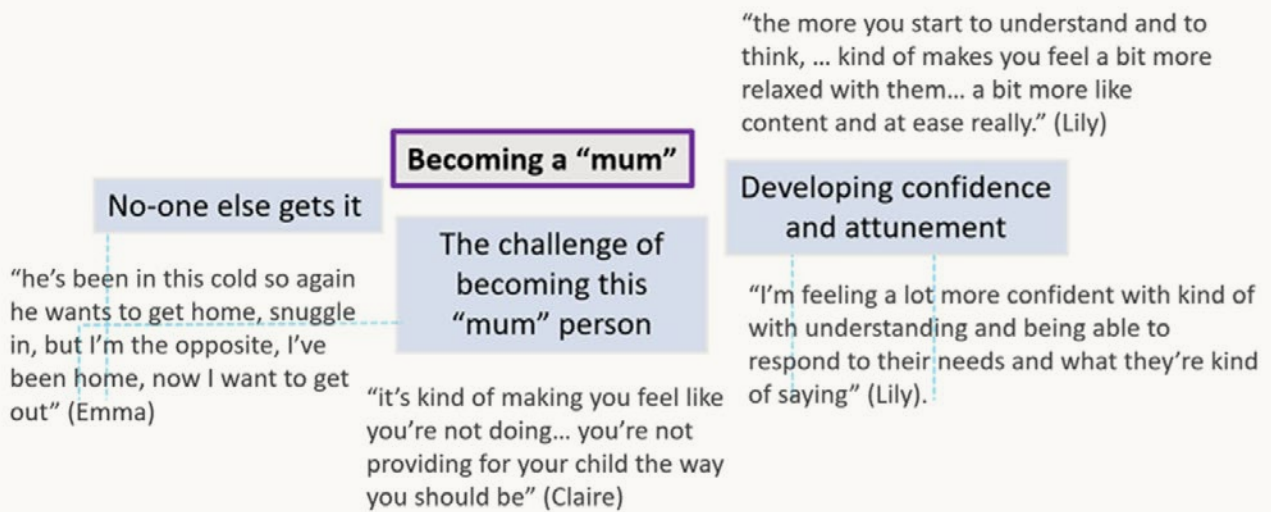 Becoming a “mum”
No-one else gets it
“he’s been in this cold so again
he wants to get home, snuggle
in, but I’m the opposite, I’ve
been home, now I want to get
out” (Emma)
The challenge of
becoming this
“mum” person
“it’s kind of making you feel like
you’re not doing... you’re not
providing for your child the way
you should be” (Claire)
“the more you start to understand and to
think, ... kind of makes you feel a bit more
relaxed with them... a bit more like
content and at ease really.” (Lily)
Developing confidence
and attunement
“I’m feeling a lot more confident with kind of
with understanding and being able to
respond to their needs and what they’re kind
of saying” (Lily).